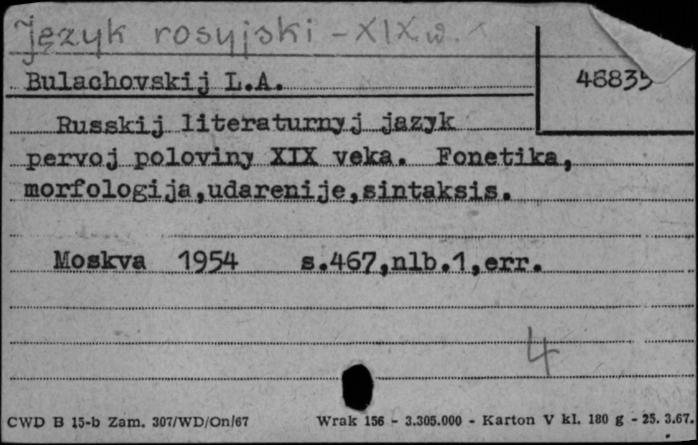 Język rosyjski - XIX w.
Bulachovskij L.A.
46835
Russkij literaturnyj jazyk
pervoj poloviny XIX veka. Fonetika,
morfologija,udarenije,sintaksis.
Moskva 1954 s.467,nlb.1,err.
4
CWD B 15-b Zam. 307/WD/On/67 Wrak 156 - 3.305.000 - Karton V kl. 180 g - 25. 3.67.